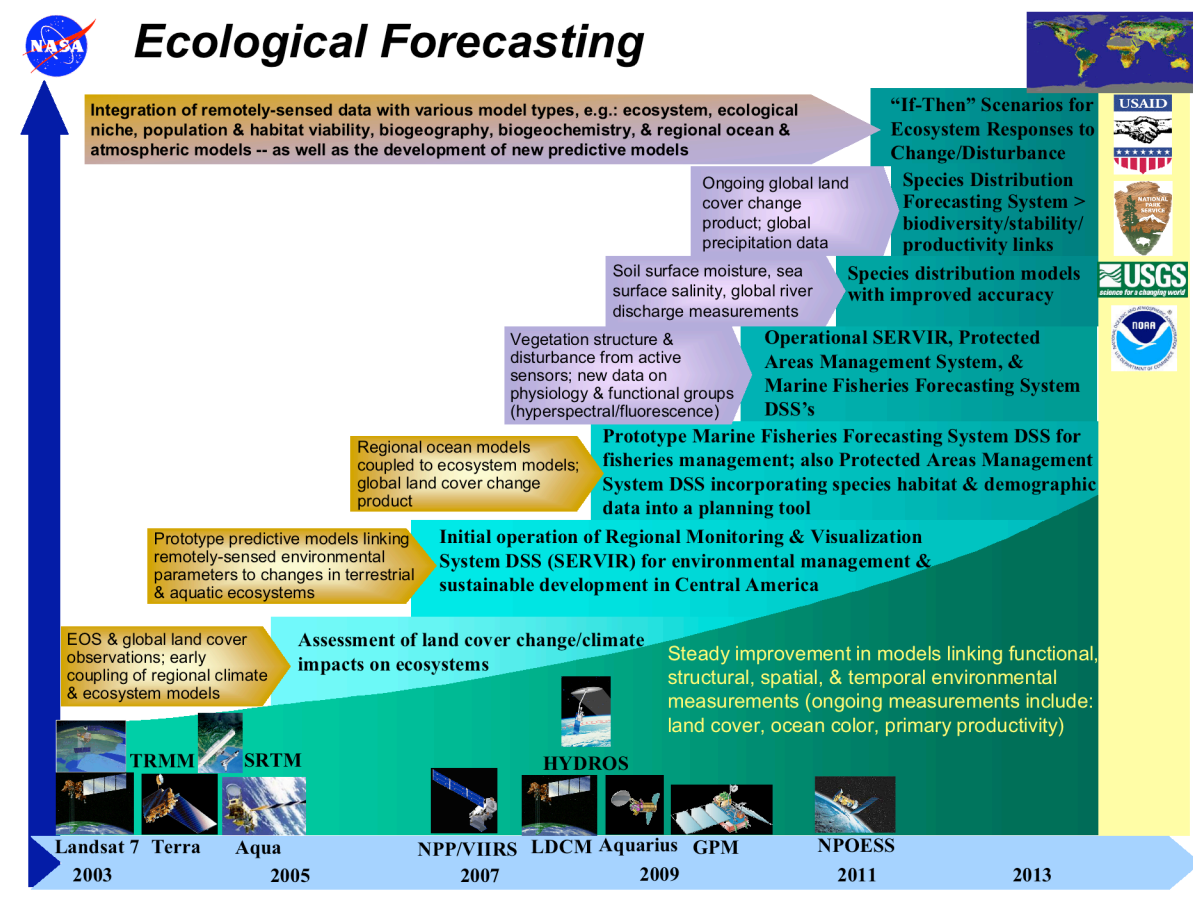 NASA
Ecological Forecasting
Integration of remotely-sensed data with various model types, e.g.: ecosystem, ecological
niche, population & habitat viability, biogeography, biogeochemistry, & regional ocean &
atmospheric models -- as well as the development of new predictive models
“If-Then” Scenarios for
Ecosystem Responses to
Change/Disturbance
USAID
Ongoing global land
cover change
product; global
precipitation data
Species Distribution
Forecasting System >
biodiversity/stability/
productivity links
NATIONAL
PARK
SERVICE
Soil surface moisture, sea
surface salinity, global river
discharge measurements
Species distribution models
with improved accuracy
USGS
science for a changing world
Vegetation structure &
disturbance from active
sensors; new data on
physiology & functional groups
(hyperspectral/fluorescence)
Operational SERVIR, Protected
Areas Management System, &
Marine Fisheries Forecasting System
DSS’s
NATIONAL OCEANIC AND ATMOSPHERIC ADMINISTRATION
NOAA
U.S. DEPARTMENT OF COMMERCE
Regional ocean models
coupled to ecosystem models;
global land cover change
product
Prototype Marine Fisheries Forecasting System DSS for
fisheries management; also Protected Areas Management
System DSS incorporating species habitat & demographic
data into a planning tool
Prototype predictive models linking
remotely-sensed environmental
parameters to changes in terrestrial
& aquatic ecosystems
Initial operation of Regional Monitoring & Visualization
System DSS (SERVIR) for environmental management &
sustainable development in Central America
EOS & global land cover
observations; early
coupling of regional climate
& ecosystem models
Assessment of land cover change/climate
impacts on ecosystems
Steady improvement in models linking functional,
structural, spatial, & temporal environmental
measurements (ongoing measurements include:
land cover, ocean color, primary productivity)
TRMM SRTM
HYDROS
Landsat 7 Terra Aqua NPP/VIIRS LDCM Aquarius GPM NPOESS
2003 2005 2007 2009 2011 2013